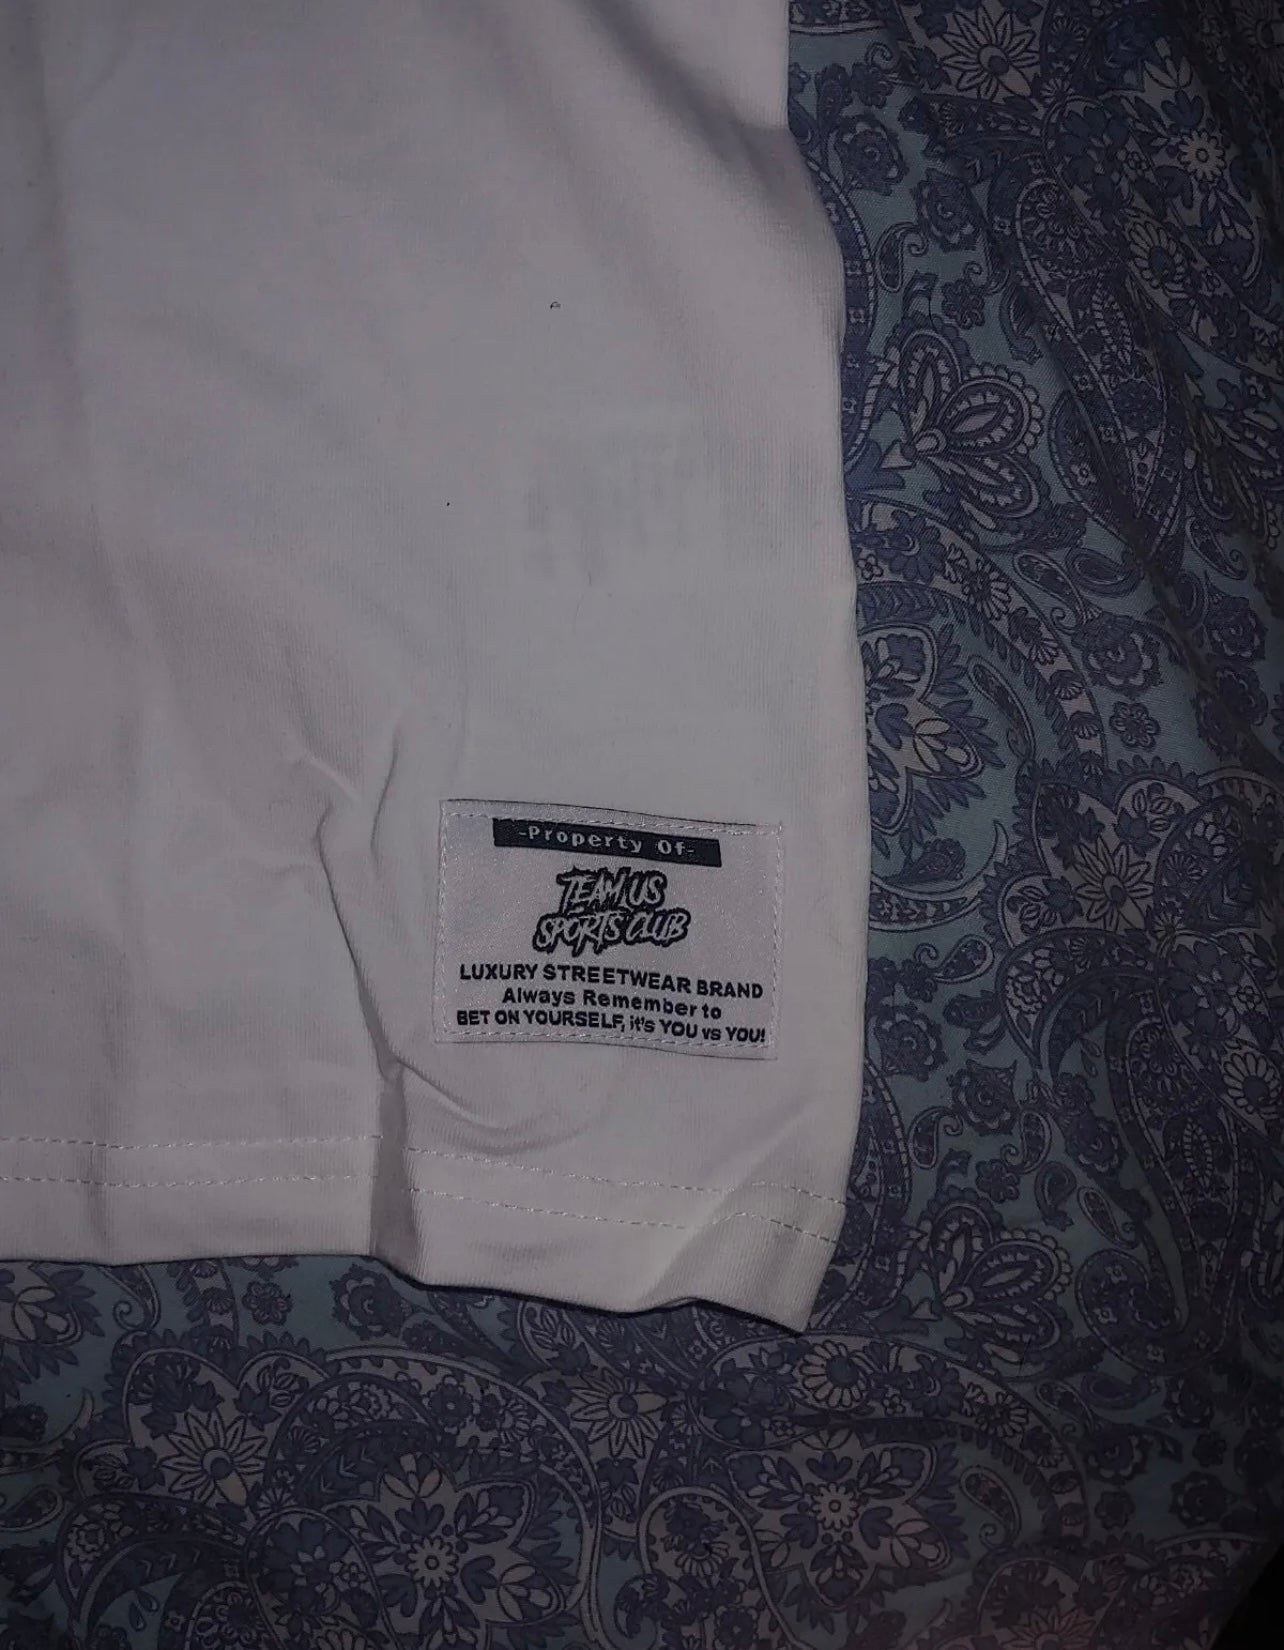 -Property Of-
TEAM US
SPORTS CLUB
LUXURY STREETWEAR BRAND
Always Remember to
BET ON YOURSELF, it's YOU vs YOU!